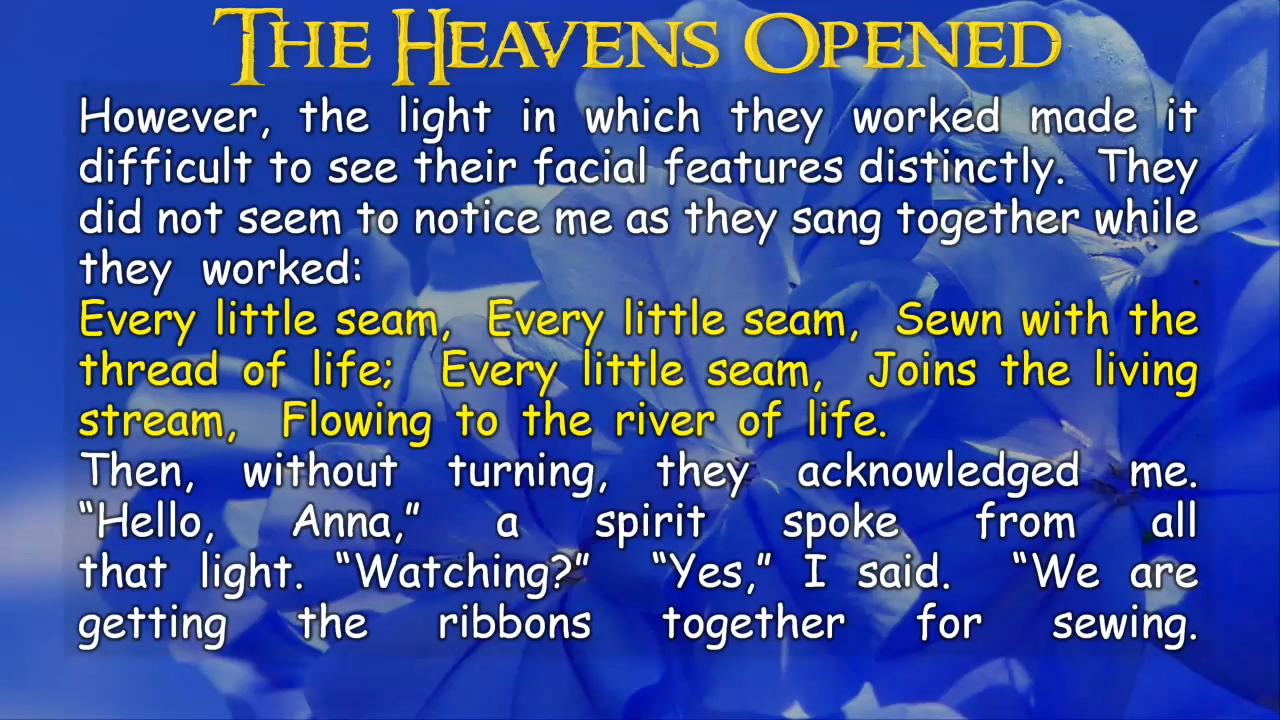 THE HEAVENS OPENED
However, the light in which they worked made it
difficult to see their facial features distinctly. They
did not seem to notice me as they sang together while
they worked:
Every little seam, Every little seam, Sewn with the
thread of life; Every little seam, Joins the living
stream, Flowing to the river of life.
Then, without turning, they acknowledged me.
“Hello, Anna,” a spirit spoke from all
that light. “Watching?” “Yes,” I said. “We are
getting the ribbons together for sewing.